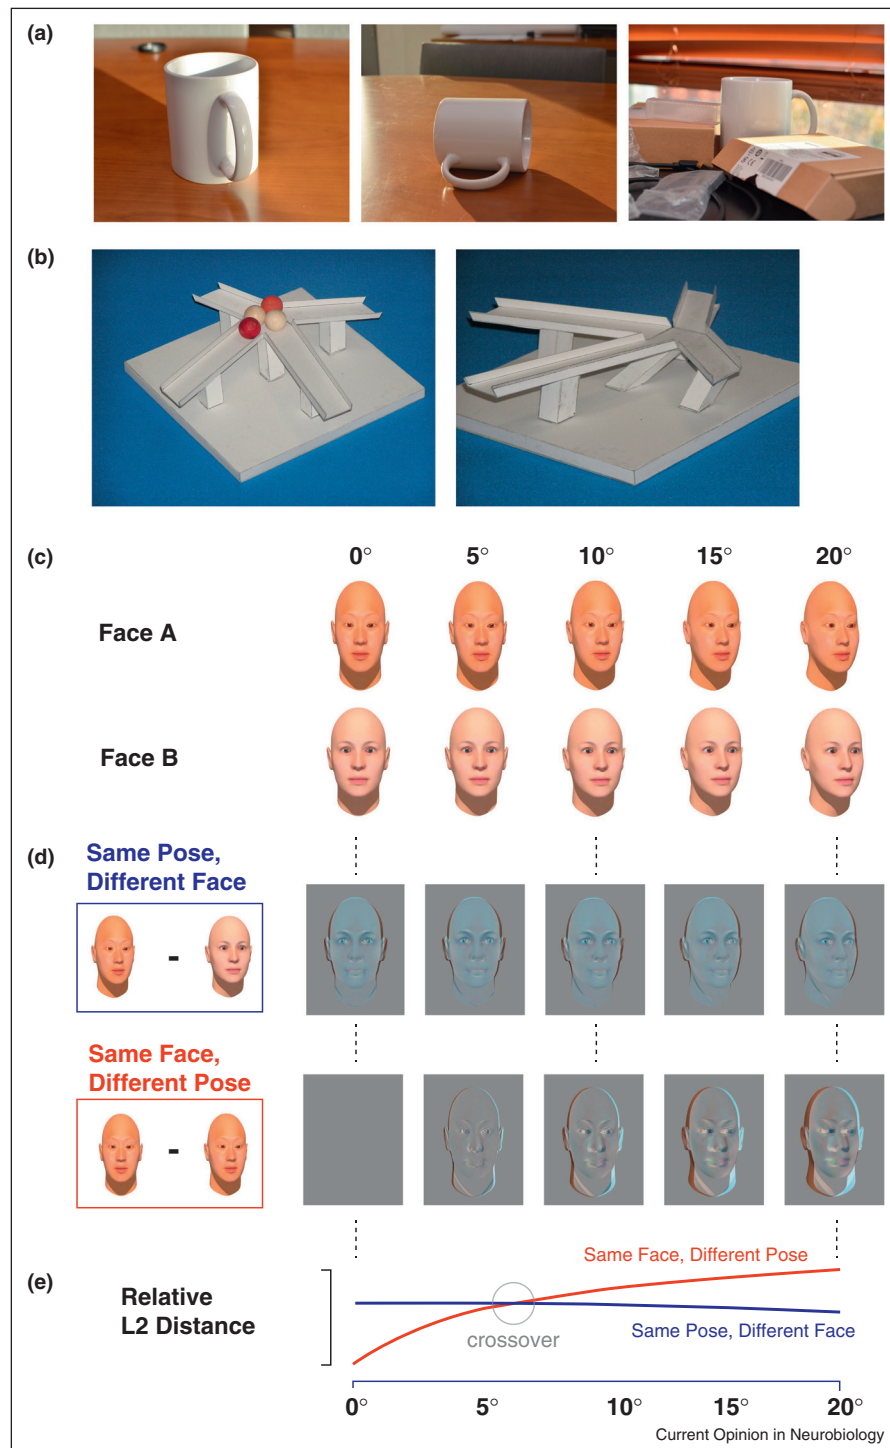 (a)
(b)
(c)
0° 5° 10° 15° 20°
Face A
Face B
(d)
Same Pose,
Different Face
-
Same Face,
Different Pose
-
(e)
Relative
L2 Distance
Same Face, Different Pose
crossover
Same Pose, Different Face
0° 5° 10° 15° 20°
Current Opinion in Neurobiology